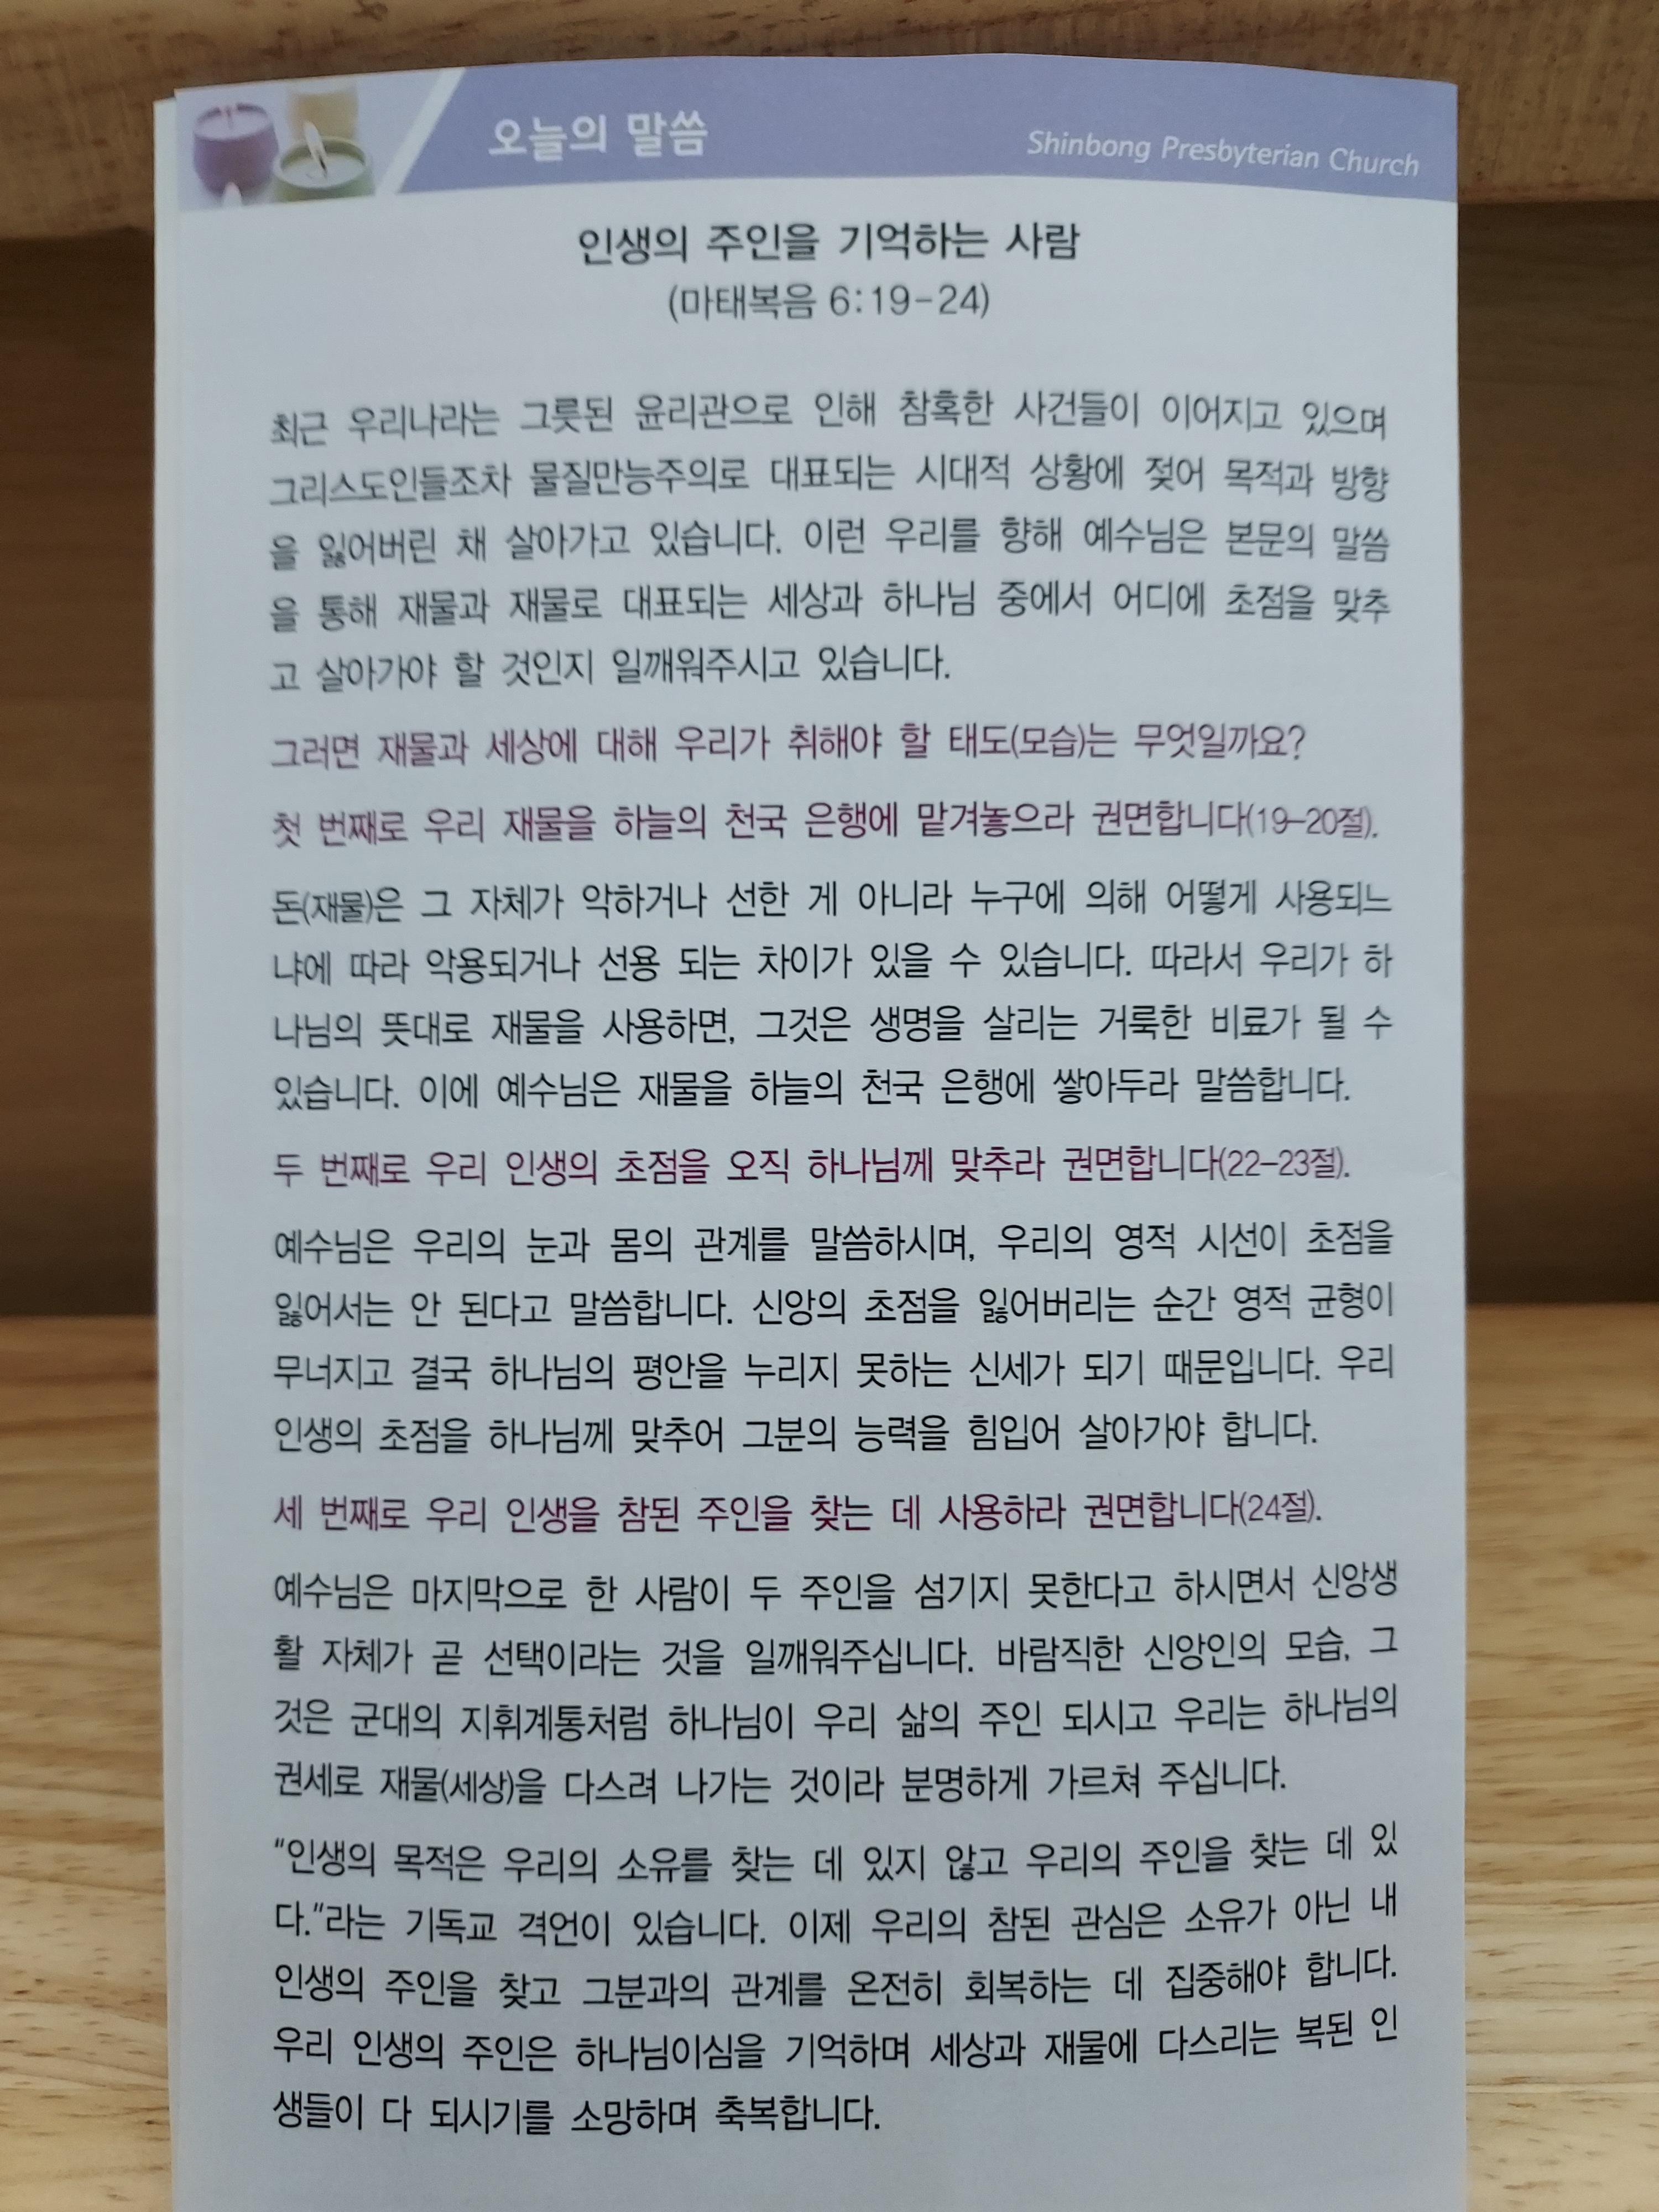 오늘의 말씀
Shinbong Presbyterian Church
인생의 주인을 기억하는 사람
(마태복음 6:19-24)
최근 우리나라는 그릇된 윤리관으로 인해 참혹한 사건들이 이어지고 있으며
그리스도인들조차 물질만능주의로 대표되는 시대적 상황에 젖어 목적과 방향
을 잃어버린 채 살아가고 있습니다. 이런 우리를 향해 예수님은 본문의 말씀
을 통해 재물과 재물로 대표되는 세상과 하나님 중에서 어디에 초점을 맞추
고 살아가야 할 것인지 일깨워주시고 있습니다.
그러면 재물과 세상에 대해 우리가 취해야 할 태도(모습)는 무엇일까요?
첫 번째로 우리 재물을 하늘의 천국 은행에 맡겨놓으라 권면합니다(19-20절).
돈(재물)은 그 자체가 악하거나 선한 게 아니라 누구에 의해 어떻게 사용되느
냐에 따라 악용되거나 선용 되는 차이가 있을 수 있습니다. 따라서 우리가 하
나님의 뜻대로 재물을 사용하면, 그것은 생명을 살리는 거룩한 비료가 될 수
있습니다. 이에 예수님은 재물을 하늘의 천국 은행에 쌓아두라 말씀합니다.
두 번째로 우리 인생의 초점을 오직 하나님께 맞추라 권면합니다(22-23절).
예수님은 우리의 눈과 몸의 관계를 말씀하시며, 우리의 영적 시선이 초점을
잃어서는 안 된다고 말씀합니다. 신앙의 초점을 잃어버리는 순간 영적 균형이
무너지고 결국 하나님의 평안을 누리지 못하는 신세가 되기 때문입니다. 우리
인생의 초점을 하나님께 맞추어 그분의 능력을 힘입어 살아가야 합니다.
세 번째로 우리 인생을 참된 주인을 찾는 데 사용하라 권면합니다(24절).
예수님은 마지막으로 한 사람이 두 주인을 섬기지 못한다고 하시면서 신앙생
활 자체가 곧 선택이라는 것을 일깨워주십니다. 바람직한 신앙인의 모습, 그
것은 군대의 지휘계통처럼 하나님이 우리 삶의 주인 되시고 우리는 하나님의
권세로 재물(세상)을 다스려 나가는 것이라 분명하게 가르쳐 주십니다.
“인생의 목적은 우리의 소유를 찾는 데 있지 않고 우리의 주인을 찾는 데 있
다.“라는 기독교 격언이 있습니다. 이제 우리의 참된 관심은 소유가 아닌 내
인생의 주인을 찾고 그분과의 관계를 온전히 회복하는 데 집중해야 합니다.
우리 인생의 주인은 하나님이심을 기억하며 세상과 재물에 다스리는 복된 인
생들이 다 되시기를 소망하며 축복합니다.